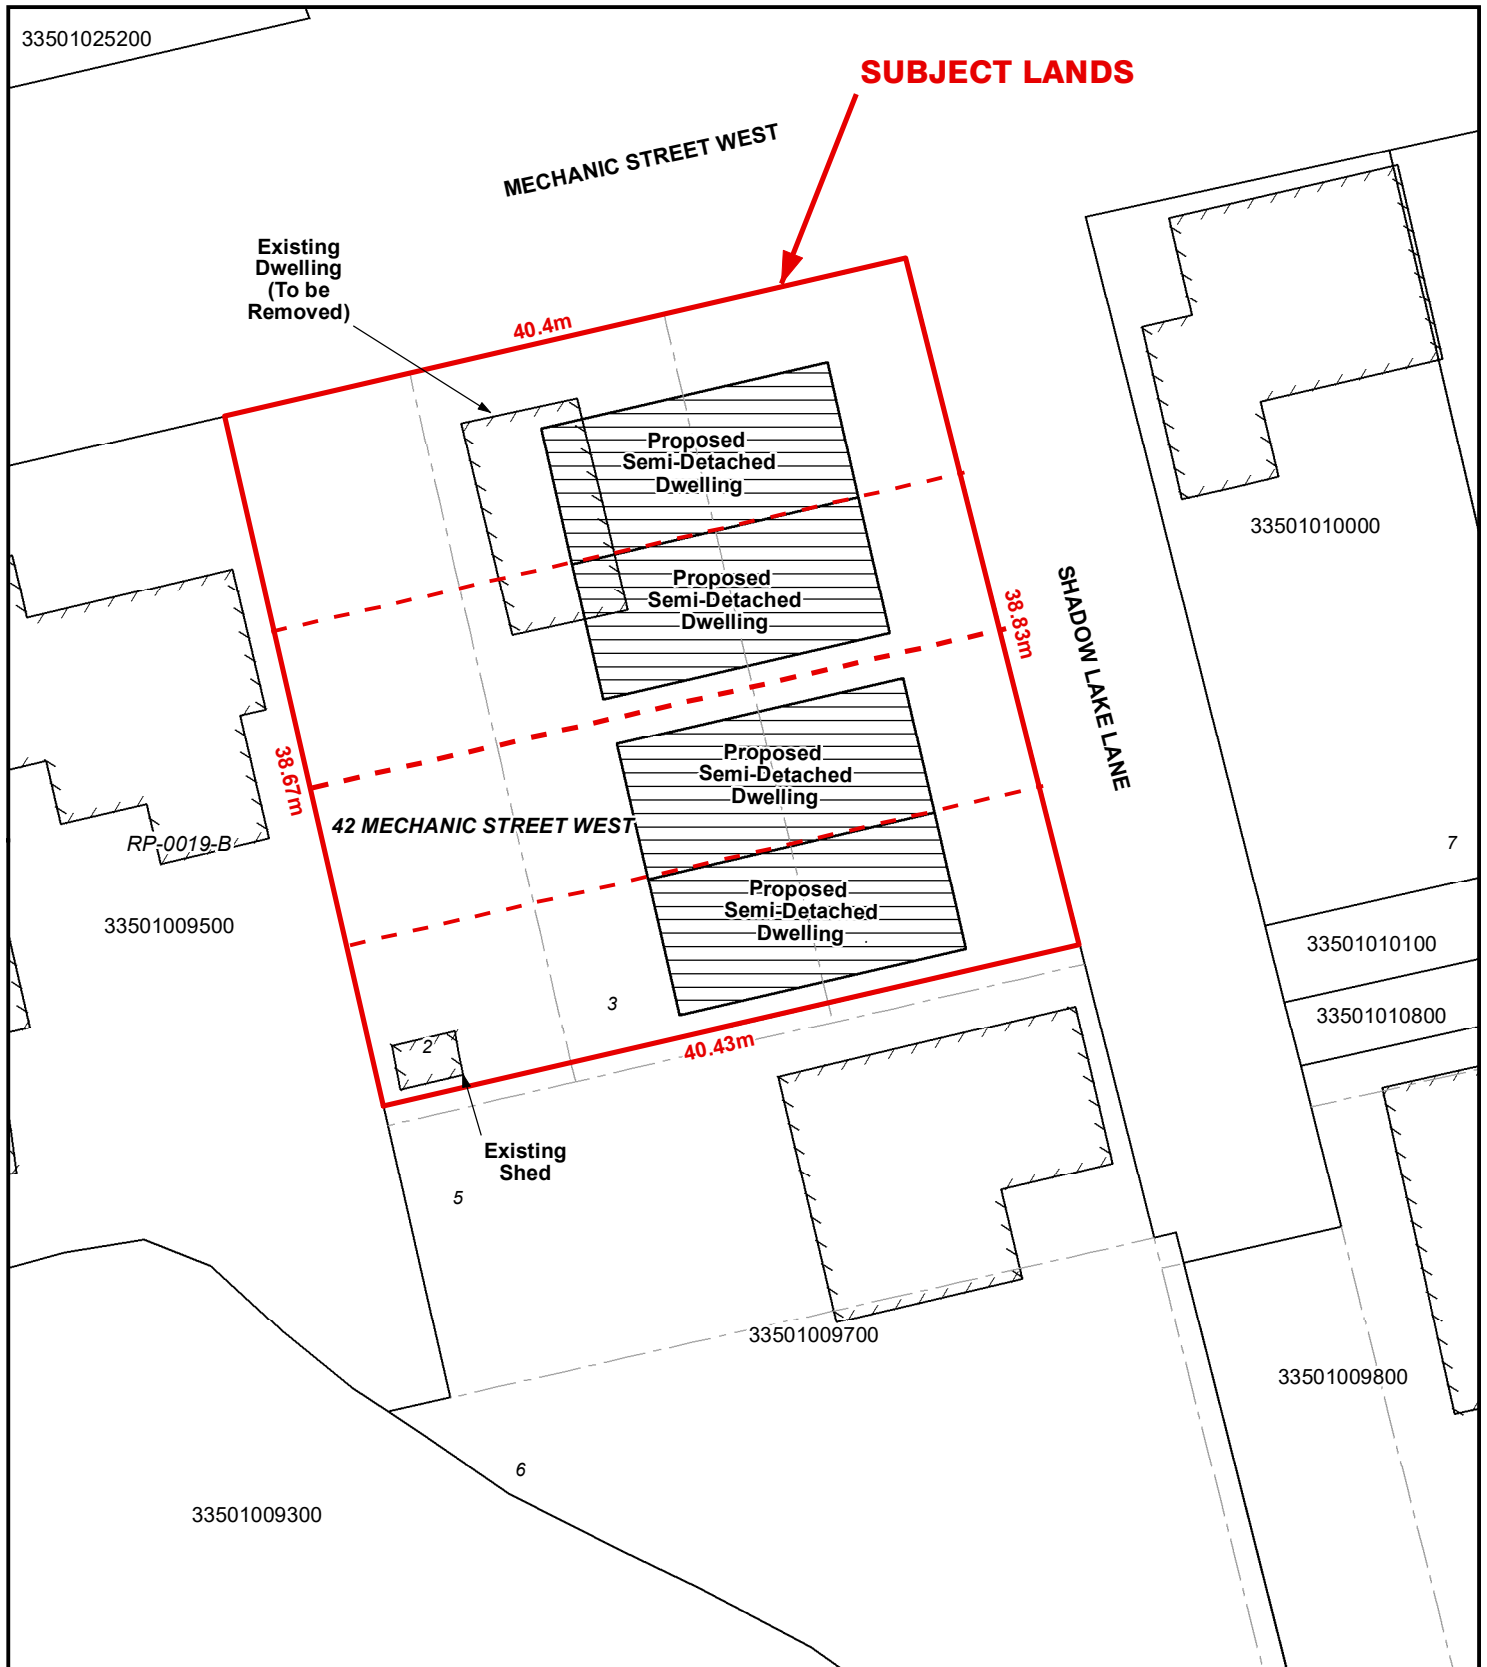 33501025200
SUBJECT LANDS
MECHANIC STREET WEST
Existing
Dwelling
(To be
Removed)
40.4m
Proposed
Semi-Detached
Dwelling
33501010000
Proposed
Semi-Detached
Dwelling
38.83m
SHADOW LAKE LANE
38.67m
Proposed
Semi-Detached
Dwelling
42 MECHANIC STREET WEST
RP-0019-B
7
Proposed
Semi-Detached
Dwelling
33501009500
33501010100
3
33501010800
2
40.43m
Existing
Shed
5
33501009700
33501009800
6
33501009300